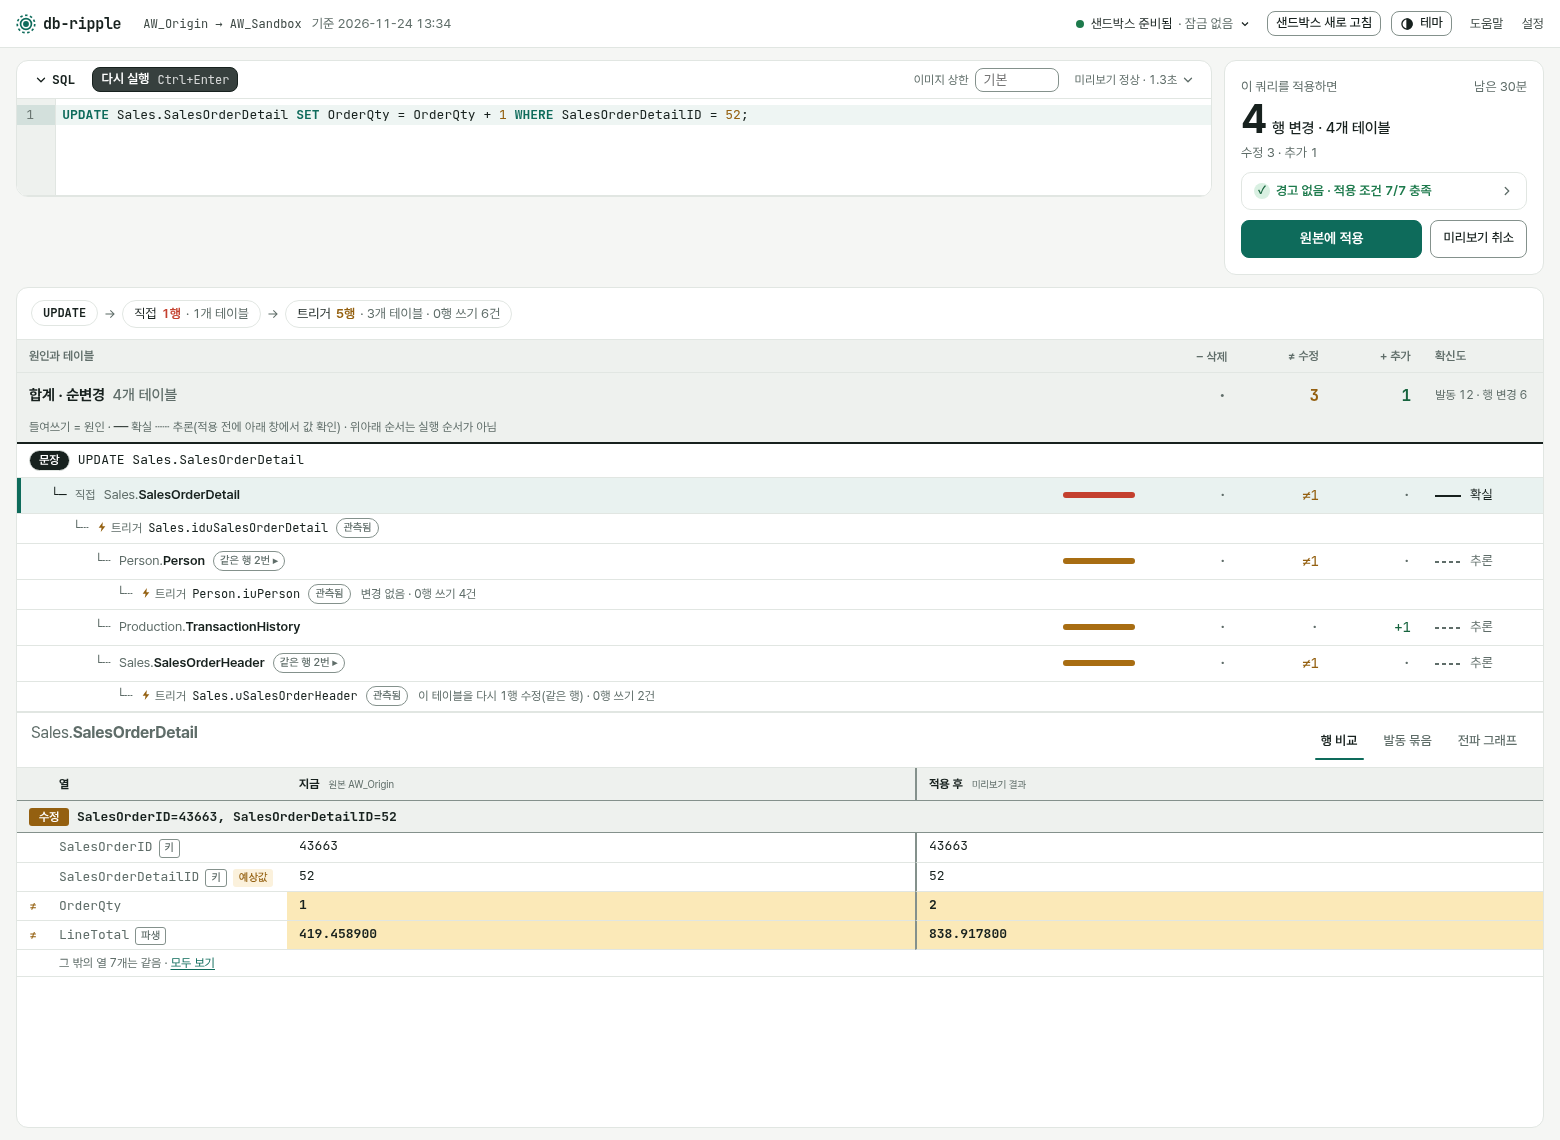 db-ripple AW_Origin → AW_Sandbox 기준 2026-11-24 13:34 샌드박스 준비됨 · 잠금 없음 샌드박스 새로 고침 테마 도움말 설정
SQL 다시 실행 Ctrl+Enter 이미지 상한 기본 미리보기 정상 · 1.3초
1 UPDATE Sales.SalesOrderDetail SET OrderQty = OrderQty + 1 WHERE SalesOrderDetailID = 52;
이 쿼리를 적용하면 남은 30분
4 행 변경 · 4개 테이블
수정 3 · 추가 1
✓ 경고 없음 · 적용 조건 7/7 충족
원본에 적용 미리보기 취소
UPDATE → 직접 1행 · 1개 테이블 → 트리거 5행 · 3개 테이블 · 0행 쓰기 6건
원인과 테이블 − 삭제 ≠ 수정 + 추가 확신도
합계 · 순변경 4개 테이블 · 3 1 발동 12 · 행 변경 6
들여쓰기 = 원인 · ── 확실 ┈┈ 추론(적용 전에 아래 창에서 값 확인) · 위아래 순서는 실행 순서가 아님
문장 UPDATE Sales.SalesOrderDetail
직접 Sales.SalesOrderDetail · ≠1 · 확실
트리거 Sales.iduSalesOrderDetail 관측됨
Person.Person 같은 행 2번 ▸ · ≠1 · 추론
트리거 Person.iuPerson 관측됨 변경 없음 · 0행 쓰기 4건
Production.TransactionHistory · · +1 추론
Sales.SalesOrderHeader 같은 행 2번 ▸ · ≠1 · 추론
트리거 Sales.uSalesOrderHeader 관측됨 이 테이블을 다시 1행 수정(같은 행) · 0행 쓰기 2건
Sales.SalesOrderDetail 행 비교 발동 묶음 전파 그래프
열 지금 원본 AW_Origin 적용 후 미리보기 결과
수정 SalesOrderID=43663, SalesOrderDetailID=52
SalesOrderID 키 43663 43663
SalesOrderDetailID 키 예상값 52 52
≠ OrderQty 1 2
≠ LineTotal 파생 419.458900 838.917800
그 밖의 열 7개는 같음 · 모두 보기